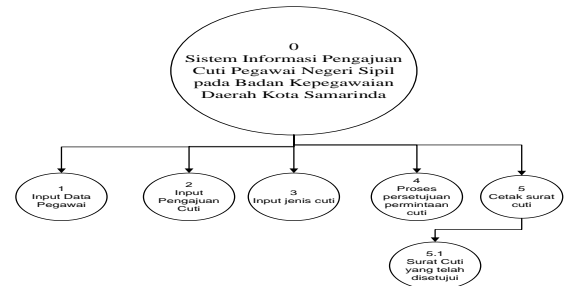 0
Sistem Informasi Pengajuan
Cuti Pegawai Negeri Sipil
pada Badan Kepegawaian
Daerah Kota Samarinda
1
Input Data
Pegawai
2
Input
Pengajuan
Cuti
3
Input jenis cuti
4
Proses
persetujuan
permintaan
cuti
5
Cetak surat
cuti
5.1
Surat Cuti
yang telah
disetujui